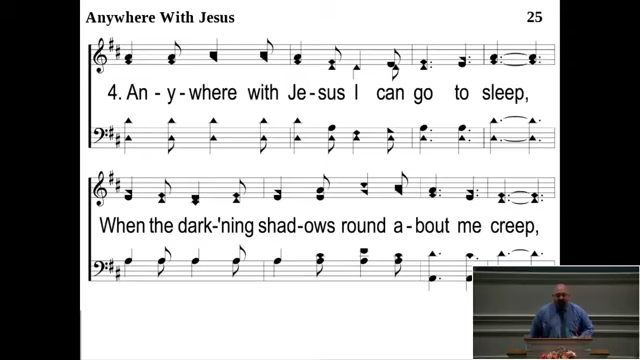 Anywhere With Jesus 25
4. An - y - where with Je - sus I can go to sleep,
When the dark-'ning shad-ows round a - bout me creep,